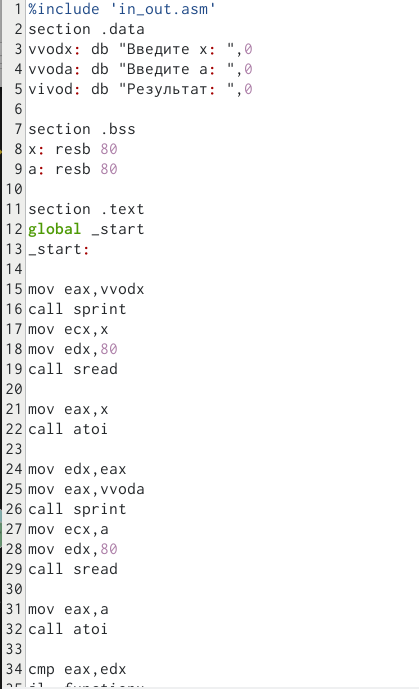 1 %include 'in_out.asm'
2 section .data
3 vvodx: db "Введите x: ",0
4 vvoda: db "Введите a: ",0
5 vivod: db "Результат: ",0
6
7 section .bss
8 x: resb 80
9 a: resb 80
10
11 section .text
12 global _start
13 _start:
14
15 mov eax,vvodx
16 call sprint
17 mov ecx,x
18 mov edx,80
19 call sread
20
21 mov eax,x
22 call atoi
23
24 mov edx,eax
25 mov eax,vvoda
26 call sprint
27 mov ecx,a
28 mov edx,80
29 call sread
30
31 mov eax,a
32 call atoi
33
34 cmp eax,edx